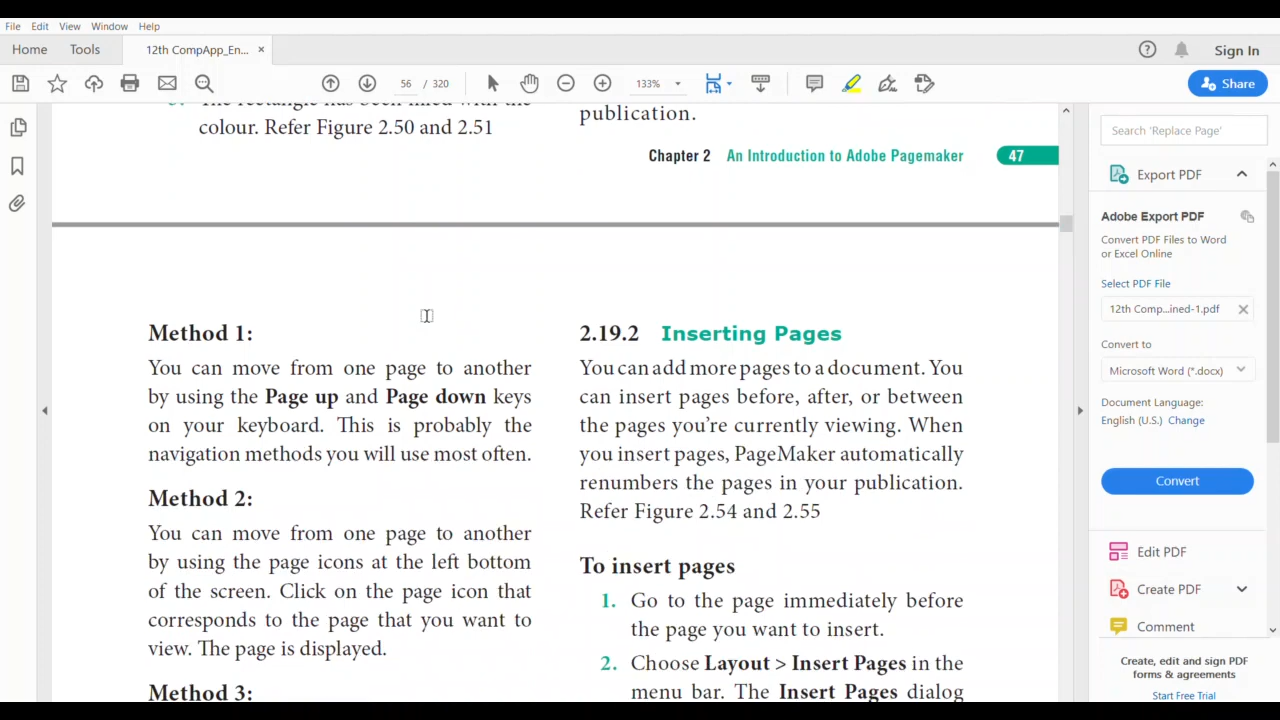 File Edit View Window Help
Home Tools 12th CompApp_En... ×
Sign In
56 / 320 133%
Share
colour. Refer Figure 2.50 and 2.51
publication.
Chapter 2 An Introduction to Adobe Pagemaker 47
Method 1:
You can move from one page to another
by using the Page up and Page down keys
on your keyboard. This is probably the
navigation methods you will use most often.
Method 2:
You can move from one page to another
by using the page icons at the left bottom
of the screen. Click on the page icon that
corresponds to the page that you want to
view. The page is displayed.
Method 3:
2.19.2 Inserting Pages
You can add more pages to a document. You
can insert pages before, after, or between
the pages you’re currently viewing. When
you insert pages, PageMaker automatically
renumbers the pages in your publication.
Refer Figure 2.54 and 2.55
To insert pages
1. Go to the page immediately before
the page you want to insert.
2. Choose Layout > Insert Pages in the
menu bar. The Insert Pages dialog
Search 'Replace Page'
Export PDF
Adobe Export PDF
Convert PDF Files to Word
or Excel Online
Select PDF File
12th Comp...ined-1.pdf
Convert to
Microsoft Word (*.docx)
Document Language:
English (U.S.) Change
Convert
Edit PDF
Create PDF
Comment
Create, edit and sign PDF
forms & agreements
Start Free Trial